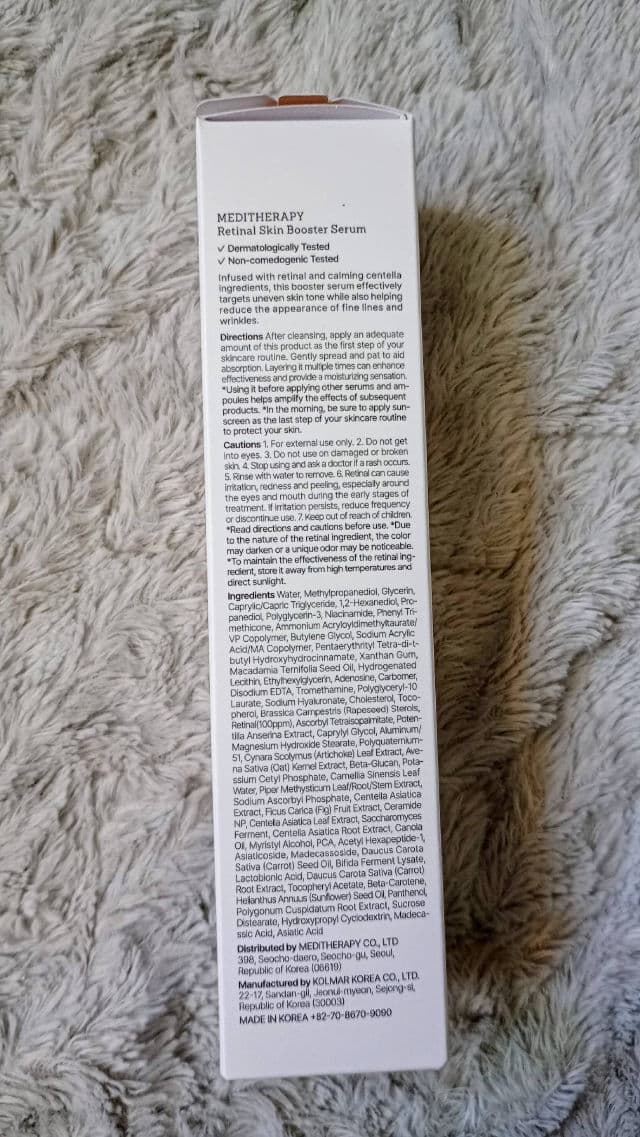 MEDITHERAPY
Retinal Skin Booster Serum
✓ Dermatologically Tested
✓ Non-comedogenic Tested
Infused with retinal and calming centella
ingredients, this booster serum effectively
targets uneven skin tone while also helping
reduce the appearance of fine lines and
wrinkles.
Directions After cleansing, apply an adequate
amount of this product as the first step of your
skincare routine. Gently spread and pat to aid
absorption. Layering it multiple times can enhance
effectiveness and provide a moisturizing sensation.
*Using it before applying other serums and am-
poules helps amplify the effects of subsequent
products. *In the morning, be sure to apply sun-
screen as the last step of your skincare routine
to protect your skin.
Cautions 1. For external use only. 2. Do not get
into eyes. 3. Do not use on damaged or broken
skin. 4. Stop using and ask a doctor if a rash occurs.
5. Rinse with water to remove. 6. Retinal can cause
irritation, redness and peeling, especially around
the eyes and mouth during the early stages of
treatment. If irritation persists, reduce frequency
or discontinue use. 7. Keep out of reach of children.
*Read directions and cautions before use. *Due
to the nature of the retinal ingredient, the color
may darken or a unique odor may be noticeable.
*To maintain the effectiveness of the retinal ing-
redient, store it away from high temperatures and
direct sunlight.
Ingredients Water, Methylpropanediol, Glycerin,
Caprylic/Capric Triglyceride, 1,2-Hexanediol, Pro-
panediol, Polyglycerin-3, Niacinamide, Phenyl Tri-
methicone, Ammonium Acryloyldimethyltaurate/
VP Copolymer, Butylene Glycol, Sodium Acrylic
Acid/MA Copolymer, Pentaerythrityl Tetra-di-t-
butyl Hydroxyhydrocinnamate, Xanthan Gum,
Macadamia Ternifolia Seed Oil, Hydrogenated
Lecithin, Ethylhexylglycerin, Adenosine, Carbomer,
Disodium EDTA, Tromethamine, Polyglyceryl-10
Laurate, Sodium Hyaluronate, Cholesterol, Toco-
pherol, Brassica Campestris (Rapeseed) Sterols,
Retinal(100ppm), Ascorbyl Tetraisopalmitate, Poten-
tilla Anserina Extract, Caprylyl Glycol, Aluminum/
Magnesium Hydroxide Stearate, Polyquaternium-
51, Cynara Scolymus (Artichoke) Leaf Extract, Ave-
na Sativa (Oat) Kernel Extract, Beta-Glucan, Pota-
ssium Cetyl Phosphate, Camellia Sinensis Leaf
Water, Piper Methysticum Leaf/Root/Stem Extract,
Sodium Ascorbyl Phosphate, Centella Asiatica
Extract, Ficus Carica (Fig) Fruit Extract, Ceramide
NP, Centella Asiatica Leaf Extract, Saccharomyces
Ferment, Centella Asiatica Root Extract, Canola
Oil, Myristyl Alcohol, PCA, Acetyl Hexapeptide-1,
Asiaticoside, Madecassoside, Daucus Carota
Sativa (Carrot) Seed Oil, Bifida Ferment Lysate,
Lactobionic Acid, Daucus Carota Sativa (Carrot)
Root Extract, Tocopheryl Acetate, Beta-Carotene,
Helianthus Annuus (Sunflower) Seed Oil, Panthenol,
Polygonum Cuspidatum Root Extract, Sucrose
Distearate, Hydroxypropyl Cyclodextrin, Madeca-
ssic Acid, Asiatic Acid
Distributed by MEDITHERAPY CO., LTD
398, Seocho-daero, Seocho-gu, Seoul,
Republic of Korea (06619)
Manufactured by KOLMAR KOREA CO., LTD.
22-17, Sandan-gil, Jeonui-myeon, Sejong-si,
Republic of Korea (30003)
MADE IN KOREA +82-70-8670-9090